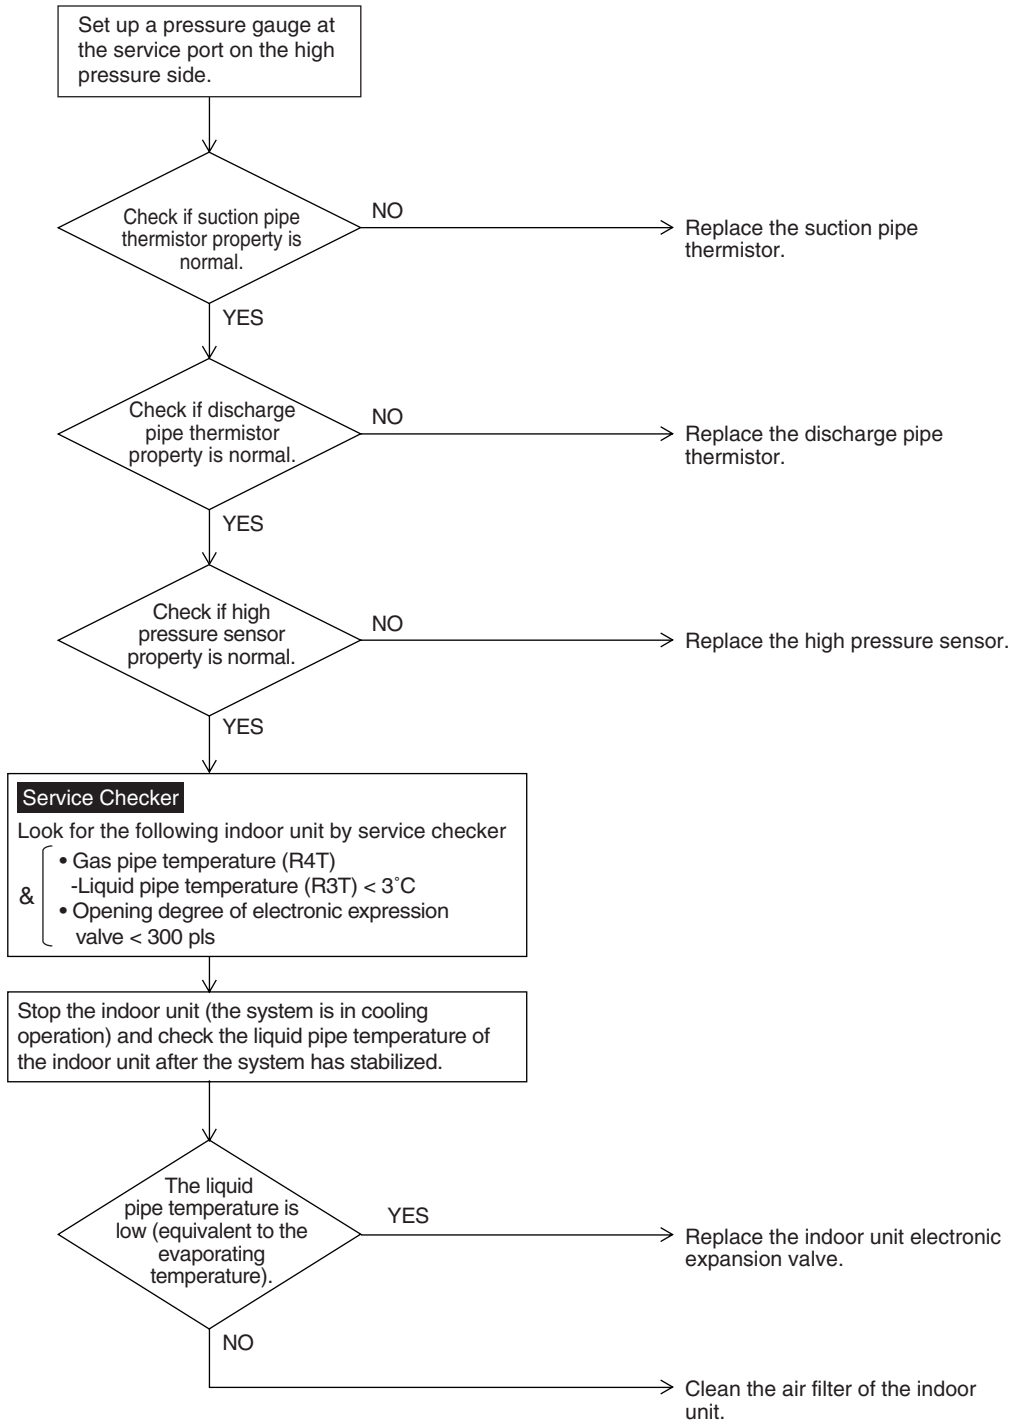 Set up a pressure gauge at
the service port on the high
pressure side.
Check if suction pipe
thermistor property is
normal.
NO
Replace the suction pipe
thermistor.
YES
Check if discharge
pipe thermistor
property is normal.
NO
Replace the discharge pipe
thermistor.
YES
Check if high
pressure sensor
property is normal.
NO
Replace the high pressure sensor.
YES
Service Checker
Look for the following indoor unit by service checker
&
• Gas pipe temperature (R4T)
-Liquid pipe temperature (R3T) < 3˚C
• Opening degree of electronic expression
valve < 300 pls
Stop the indoor unit (the system is in cooling
operation) and check the liquid pipe temperature of
the indoor unit after the system has stabilized.
The liquid
pipe temperature is
low (equivalent to the
evaporating
temperature).
YES
Replace the indoor unit electronic
expansion valve.
NO
Clean the air filter of the indoor
unit.